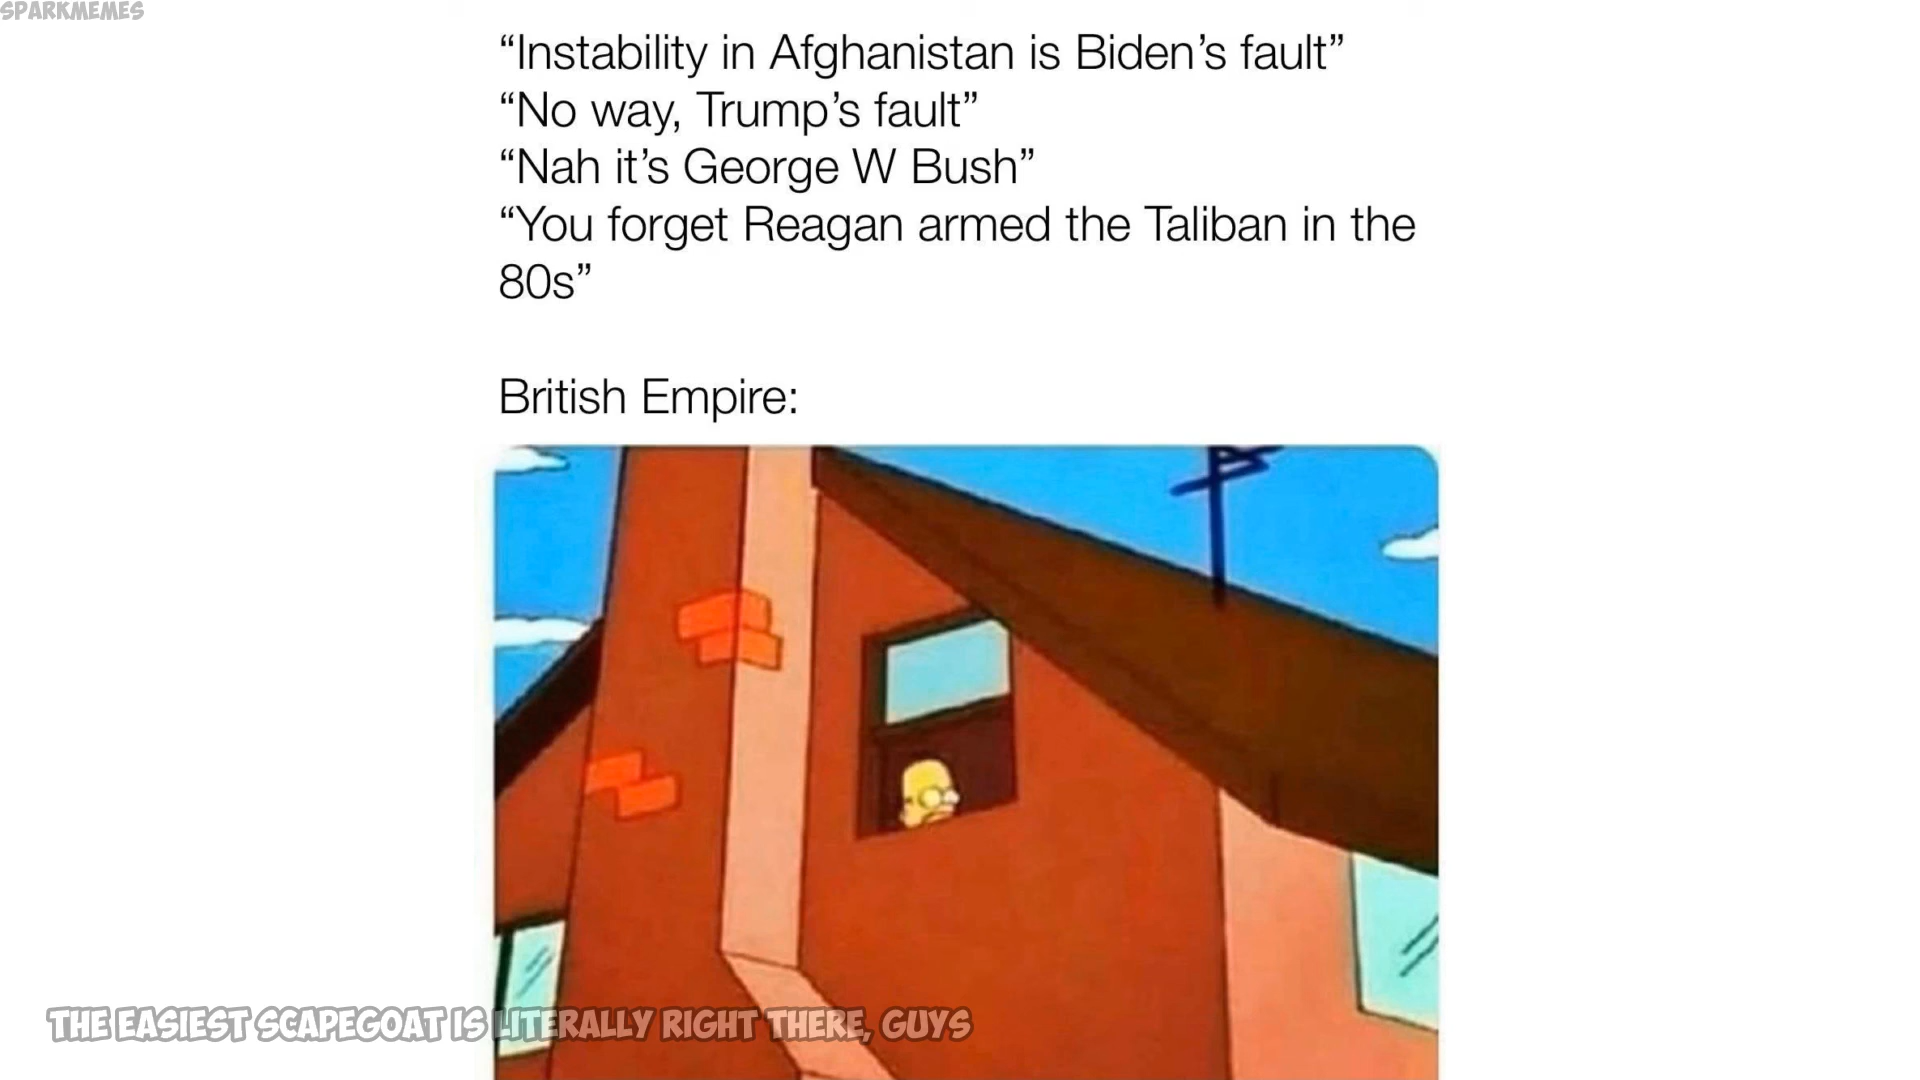 SPARKMEMES
“Instability in Afghanistan is Biden’s fault”
“No way, Trump’s fault”
“Nah it’s George W Bush”
“You forget Reagan armed the Taliban in the
80s”
British Empire:
THE EASIEST SCAPEGOAT IS LITERALLY RIGHT THERE, GUYS